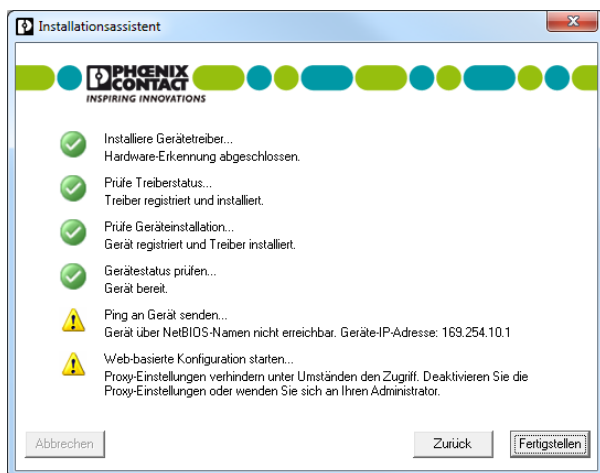 Installationsassistent
PHŒNIX
CONTACT
INSPIRING INNOVATIONS
Installiere Gerätetreiber...
Hardware-Erkennung abgeschlossen.
Prüfe Treiberstatus...
Treiber registriert und installiert.
Prüfe Geräteinstallation...
Gerät registriert und Treiber installiert.
Gerätestatus prüfen...
Gerät bereit.
Ping an Gerät senden...
Gerät über NetBIOS-Namen nicht erreichbar. Geräte-IP-Adresse: 169.254.10.1
Web-basierte Konfiguration starten...
Proxy-Einstellungen verhindern unter Umständen den Zugriff. Deaktivieren Sie die
Proxy-Einstellungen oder wenden Sie sich an Ihren Administrator.
Abbrechen Zurück Fertigstellen